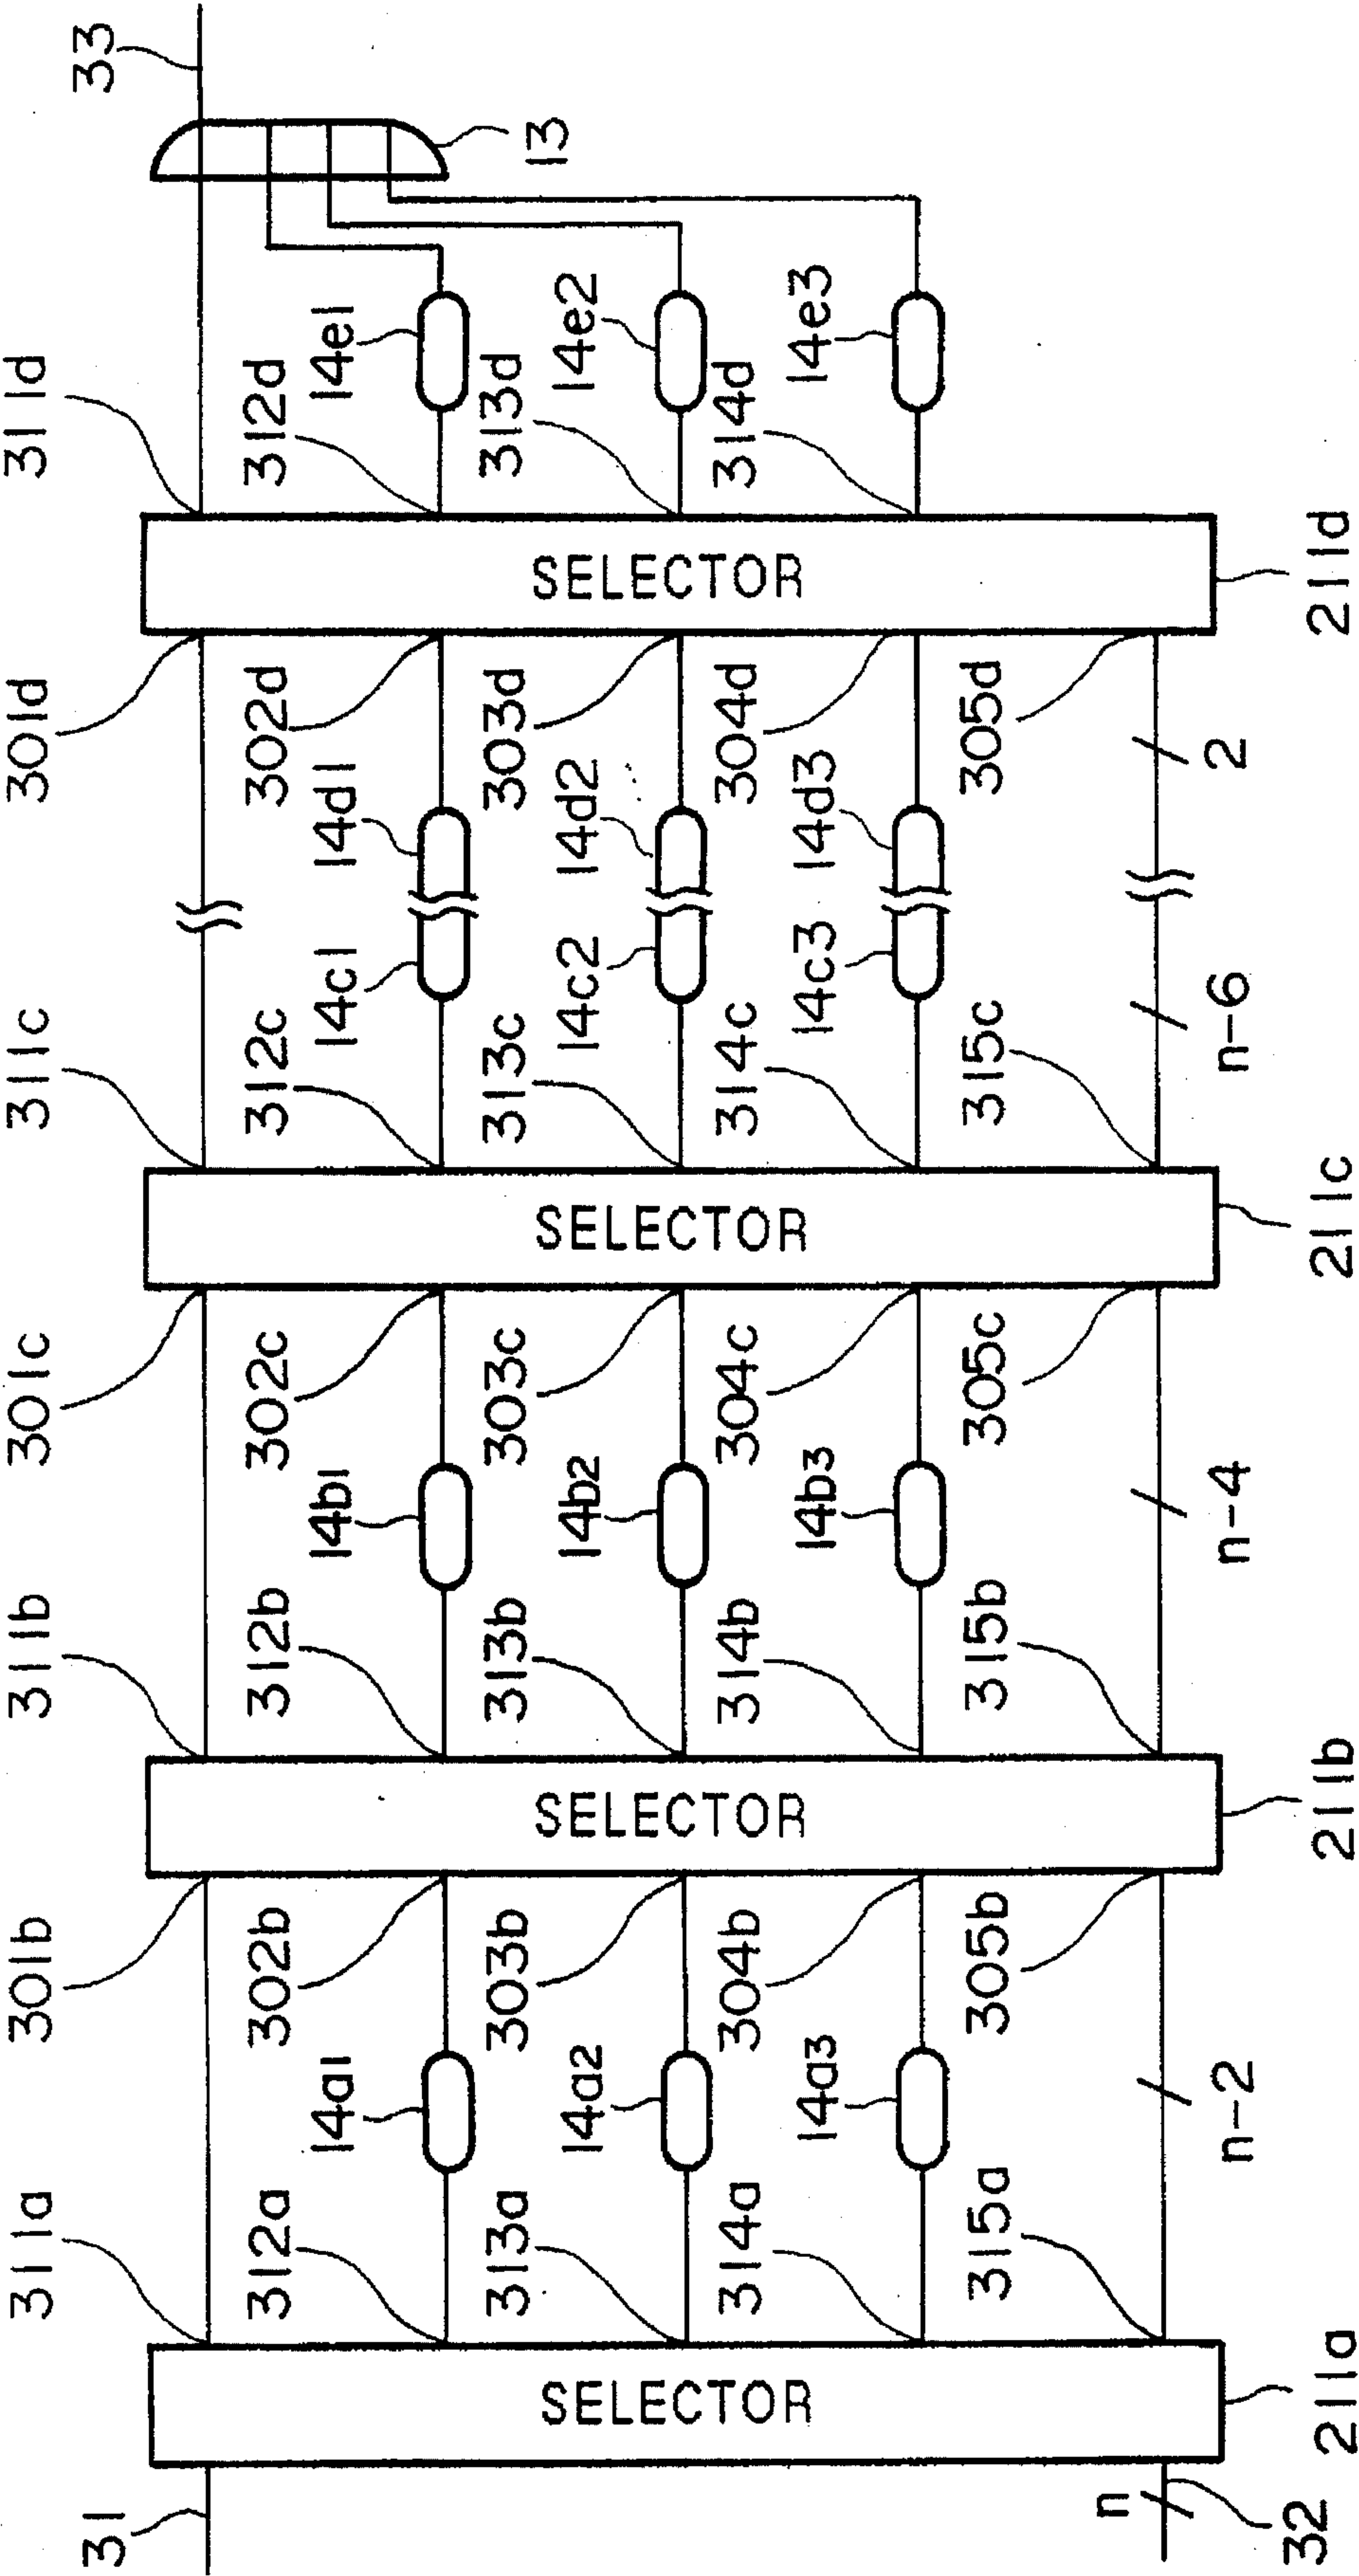 31
n
32
SELECTOR
211a
311a
312a
313a
314a
315a
14a1
14a2
14a3
n-2
301b
302b
303b
304b
305b
SELECTOR
211b
311b
312b
313b
314b
315b
14b1
14b2
14b3
n-4
301c
302c
303c
304c
305c
SELECTOR
211c
311c
312c
313c
314c
315c
14c1
14c2
14c3
n-6
14d1
14d2
14d3
2
301d
302d
303d
304d
305d
SELECTOR
211d
311d
312d
313d
314d
14e1
14e2
14e3
13
33